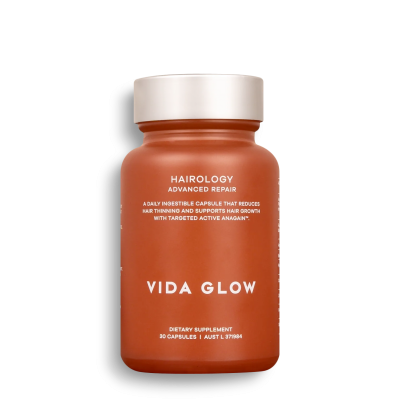 HAIROLOGY
ADVANCED REPAIR
A DAILY INGESTIBLE CAPSULE THAT REDUCES
HAIR THINNING AND SUPPORTS HAIR GROWTH
WITH TARGETED ACTIVE ANAGAIN™.
VIDA GLOW
DIETARY SUPPLEMENT
30 CAPSULES | AUST L 371994